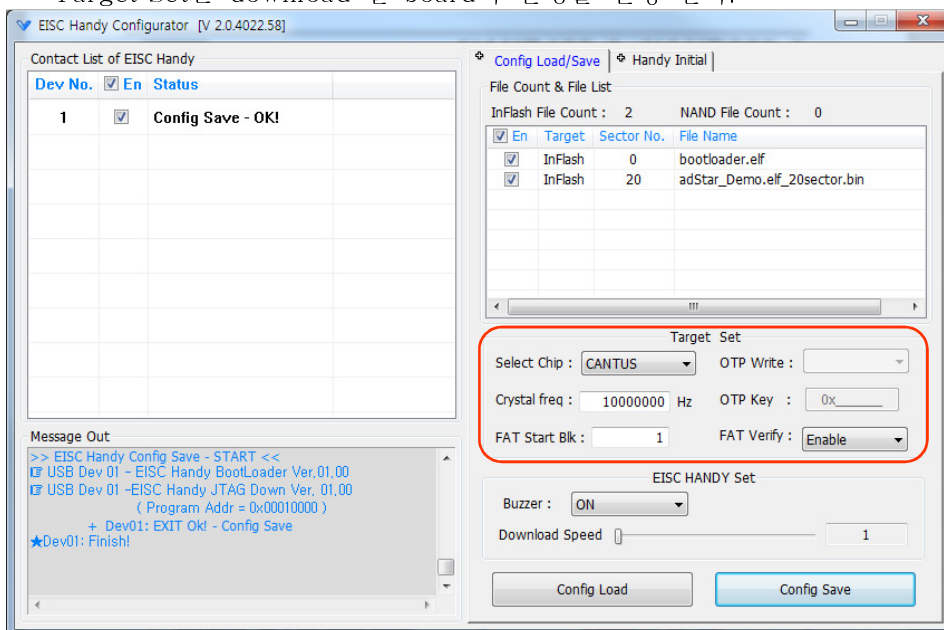 EISC Handy Configurator [V 2.0.4022.58]
Contact List of EISC Handy
Dev No. En Status
1 Config Save - OK!
Message Out
>> EISC Handy Config Save - START <<
☞ USB Dev 01 - EISC Handy BootLoader Ver,01,00
☞ USB Dev 01 -EISC Handy JTAG Down Ver, 01,00
( Program Addr = 0x00010000 )
+ Dev01: EXIT Ok! - Config Save
★Dev01: Finish!
Config Load/Save Handy Initial
File Count & File List
InFlash File Count : 2 NAND File Count : 0
En Target Sector No. File Name
InFlash 0 bootloader.elf
InFlash 20 adStar_Demo.elf_20sector.bin
Target Set
Select Chip : CANTUS OTP Write :
Crystal freq : 10000000 Hz OTP Key : 0x______
FAT Start Blk : 1 FAT Verify : Enable
EISC HANDY Set
Buzzer : ON
Download Speed 1
Config Load Config Save